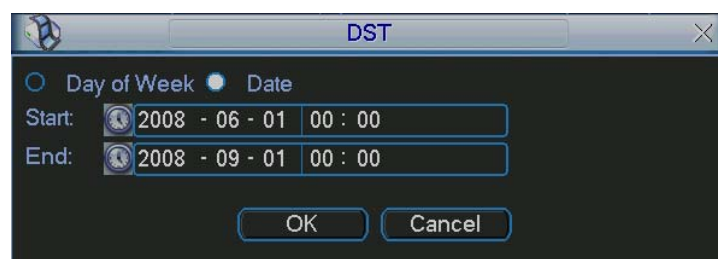 DST
Day of Week Date
Start: 2008 - 06 - 01 00 : 00
End: 2008 - 09 - 01 00 : 00
OK Cancel